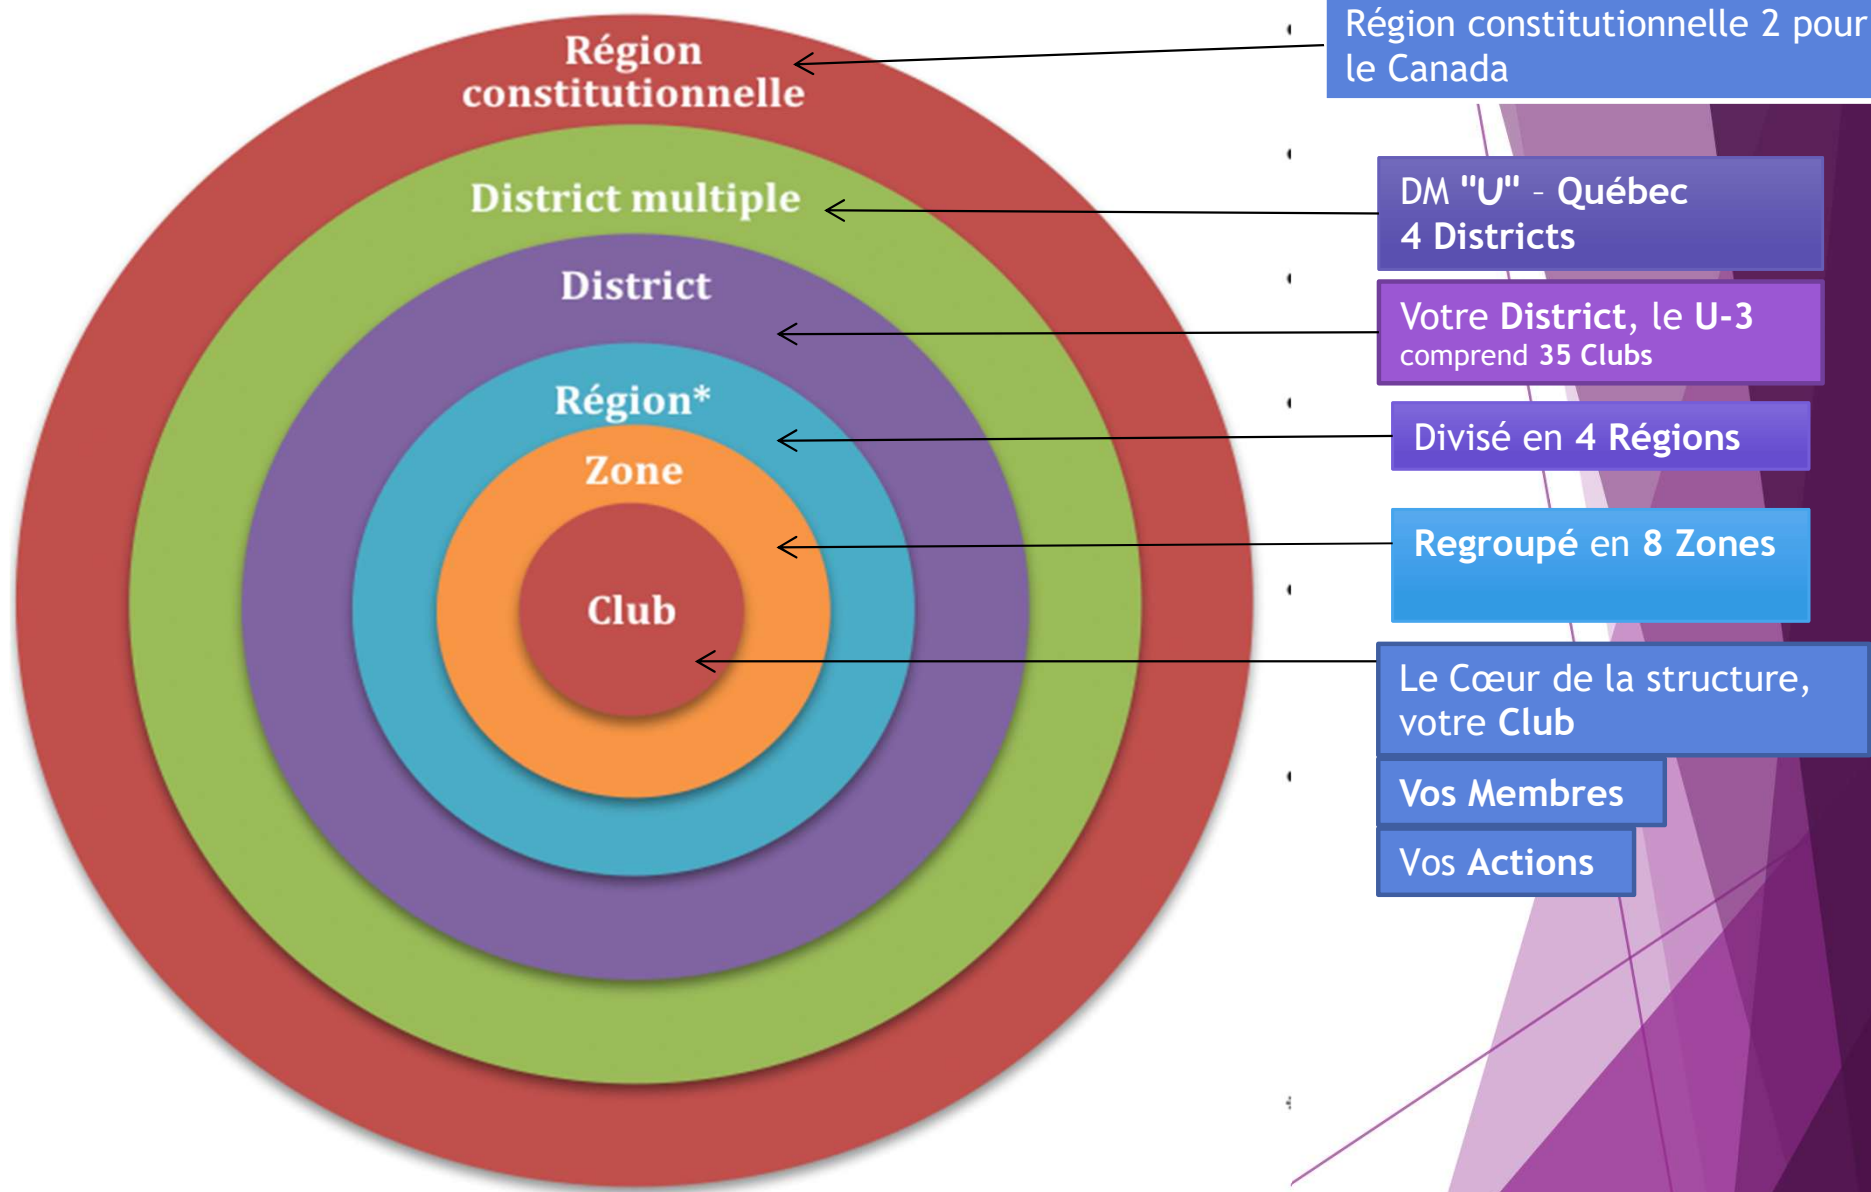 Région
constitutionnelle
District multiple
District
Région*
Zone
Club
Région constitutionnelle 2 pour
le Canada
DM "U" - Québec
4 Districts
Votre District, le U-3
comprend 35 Clubs
Divisé en 4 Régions
Regroupé en 8 Zones
Le Cœur de la structure,
votre Club
Vos Membres
Vos Actions